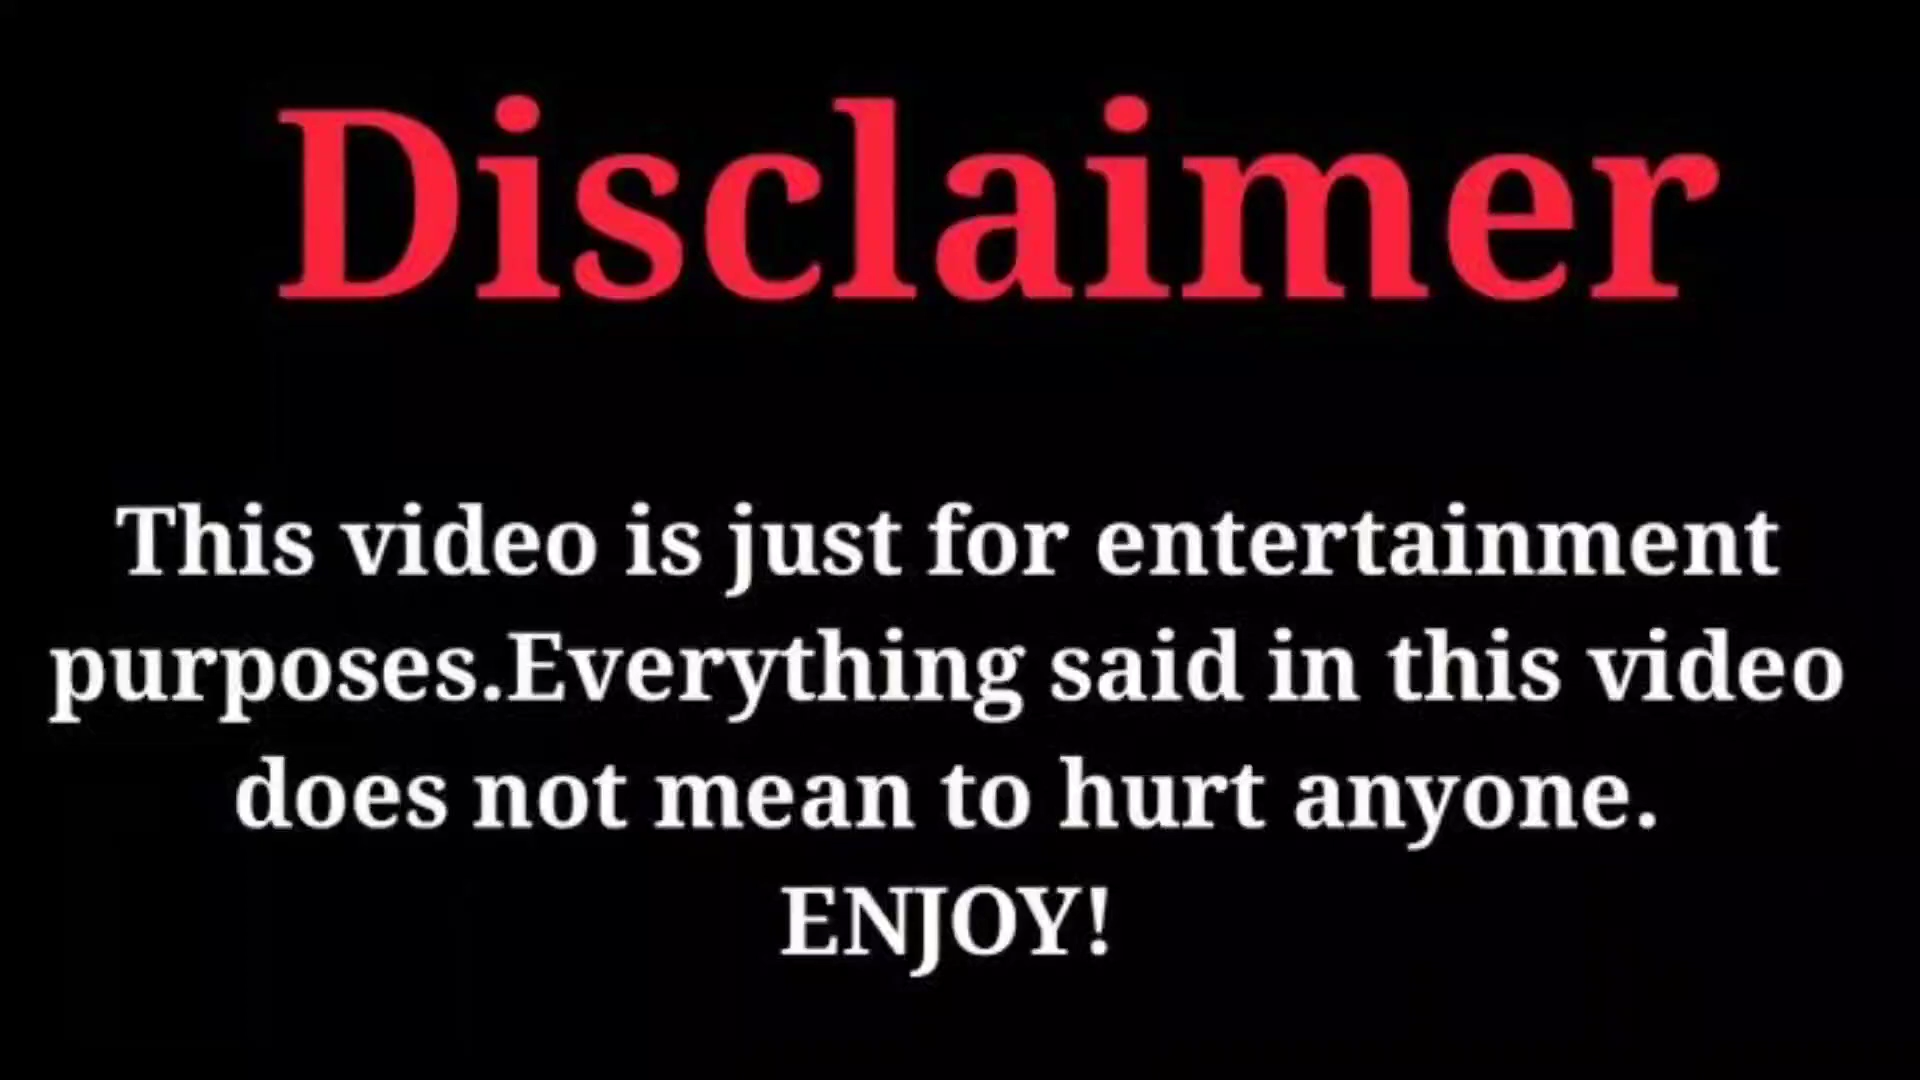 Disclaimer
This video is just for entertainment
purposes.Everything said in this video
does not mean to hurt anyone.
ENJOY!